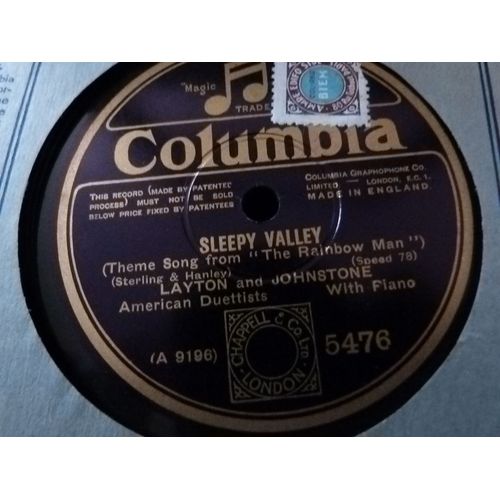 "Magic
TRADE
Columbia
THIS RECORD (MADE BY PATENTED
PROCESS) MUST NOT BE SOLD
BELOW PRICE FIXED BY PATENTEES
COLUMBIA GRAPHOPHONE CO.
LIMITED — LONDON, E.C. 1.
MADE IN ENGLAND.
BIEM
SLEEPY VALLEY
(Theme Song from "The Rainbow Man")
(Sterling & Hanley)
(Speed 78)
LAYTON and JOHNSTONE
American Duettists
With Piano
(A 9196)
CHAPPELL & Co. Ltd.
LONDON
5476